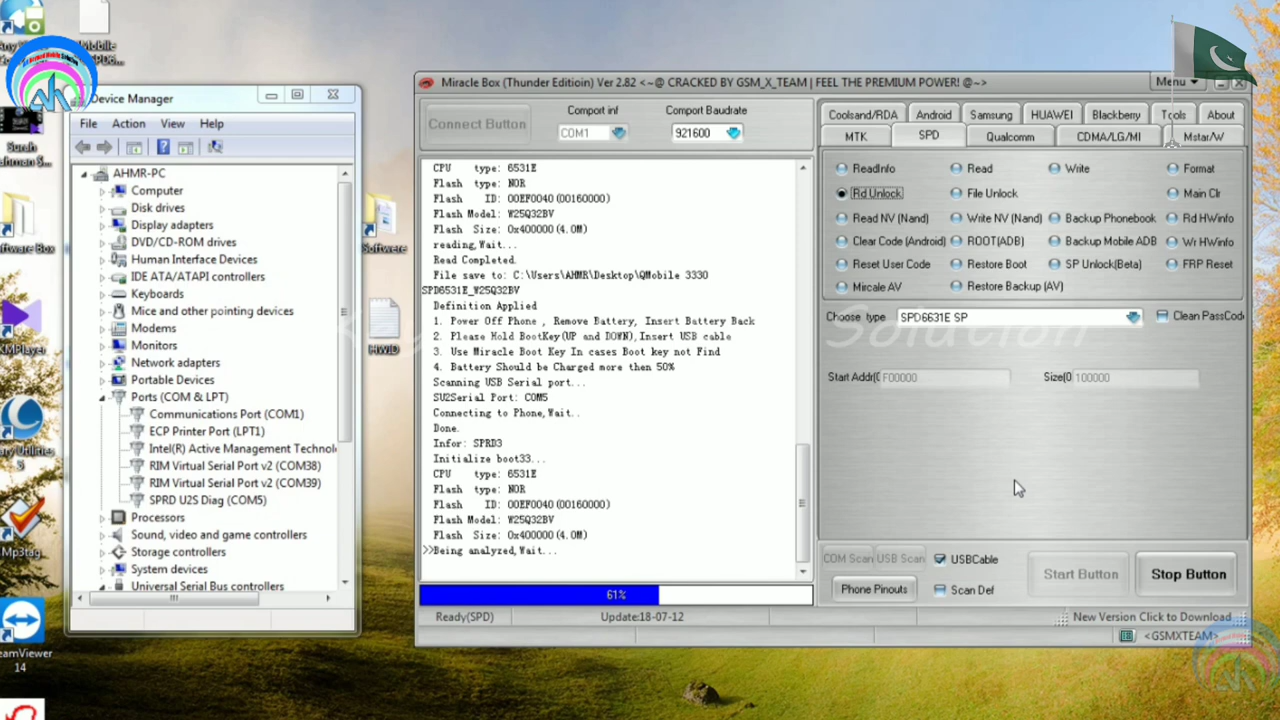 Mobile
Device Manager
File Action View Help
AHMR-PC
Computer
Disk drives
Display adapters
DVD/CD-ROM drives
Human Interface Devices
IDE ATA/ATAPI controllers
Keyboards
Mice and other pointing devices
Modems
Monitors
Network adapters
Portable Devices
Ports (COM & LPT)
Communications Port (COM1)
ECP Printer Port (LPT1)
Intel(R) Active Management Technol
RIM Virtual Serial Port v2 (COM38)
RIM Virtual Serial Port v2 (COM39)
SPRD U2S Diag (COM5)
Processors
Sound, video and game controllers
Storage controllers
System devices
Universal Serial Bus controllers
Software
HWID
KMPlayer
Mp3tag
TeamViewer
14
Miracle Box (Thunder Editioin) Ver 2.82 <~@ CRACKED BY GSM_X_TEAM | FEEL THE PREMIUM POWER! @~>
Menu
Connect Button
Comport inf
COM1
Comport Baudrate
921600
CPU type: 6531E
Flash type: NOR
Flash ID: 00EF0040(00160000)
Flash Model: W25Q32BV
Flash Size: 0x400000(4.0M)
reading,Wait...
Read Completed.
File save to: C:\Users\AHMR\Desktop\QMobile 3330
SPD6531E_W25Q32BV
Definition Applied
1. Power Off Phone , Remove Battery, Insert Battery Back
2. Please Hold BootKey(UP and DOWN),Insert USB cable
3. Use Miracle Boot Key In cases Boot key not Find
4. Battery Should be Charged more then 50%
Scanning USB Serial port...
SU2Serial Port: COM5
Connecting to Phone,Wait..
Done.
Infor: SPRD3
Initialize boot33...
CPU type: 6531E
Flash type: NOR
Flash ID: 00EF0040(00160000)
Flash Model: W25Q32BV
Flash Size: 0x400000(4.0M)
>>Being analyzed,Wait...
61%
Ready(SPD) Update:18-07-12
Coolsand/RDA Android Samsung HUAWEI Blackberry Tools About
MTK SPD Qualcomm CDMA/LG/MI Mstar/W
ReadInfo Read Write Format
Rd Unlock File Unlock Main Clr
Read NV (Nand) Write NV (Nand) Backup Phonebook Rd HWinfo
Clear Code (Android) ROOT(ADB) Backup Mobile ADB Wr HWinfo
Reset User Code Restore Boot SP Unlock(Beta) FRP Reset
Mircale AV Restore Backup (AV)
Choose type SPD6631E SP Clean PassCod
Solution
Start Addr(0 F00000 Size(0 100000
COM Scan USB Scan USBCable
Phone Pinouts Scan Def
Start Button Stop Button
New Version Click to Download
<GSMXTEAM>